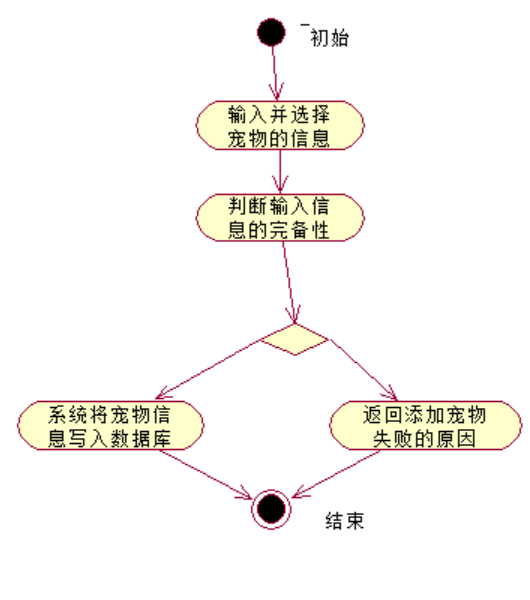 初始
输入并选择
宠物的信息
判断输入信
息的完备性
系统将宠物信
息写入数据库
返回添加宠物
失败的原因
结束